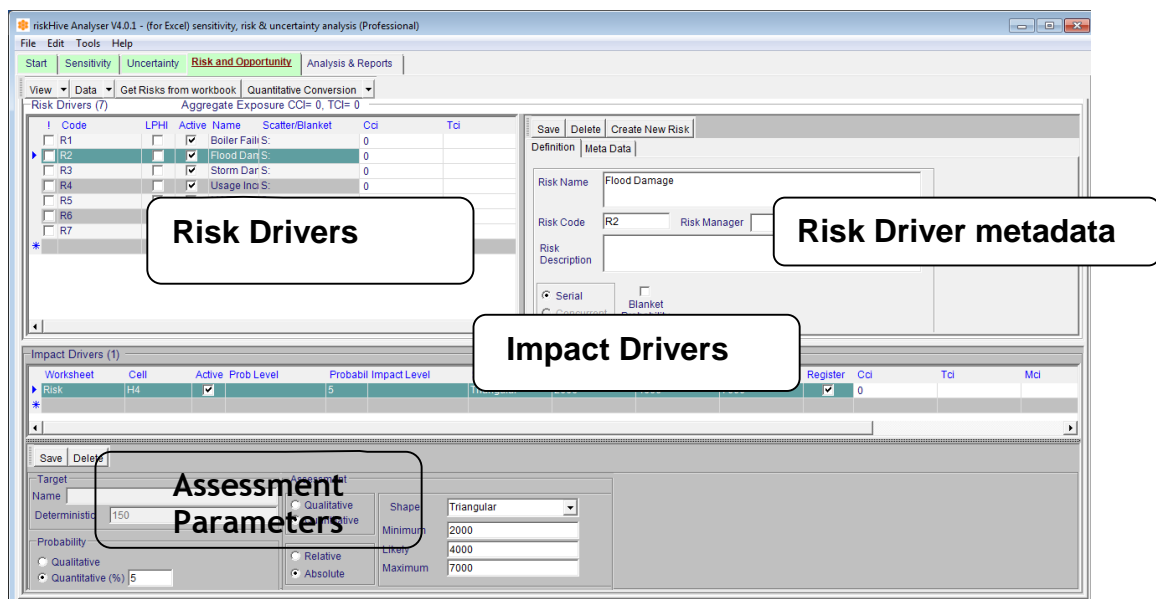 riskHive Analyser V4.0.1 - (for Excel) sensitivity, risk & uncertainty analysis (Professional)
File Edit Tools Help
Start Sensitivity Uncertainty Risk and Opportunity Analysis & Reports
View Data Get Risks from workbook Quantitative Conversion
Risk Drivers (7) Aggregate Exposure CCI= 0, TCI= 0
! Code LPHI Active Name Scatter/Blanket Cci Tci
R1 Boiler Fail S: 0
R2 Flood Dam S: 0
R3 Storm Dar S: 0
R4 Usage Inc S: 0
R5
R6
R7
*
Risk Drivers
Save Delete Create New Risk
Definition Meta Data
Risk Name Flood Damage
Risk Code R2 Risk Manager
Risk Description
Risk Driver metadata
Serial Blanket
Impact Drivers
Impact Drivers (1)
Worksheet Cell Active Prob Level Probabil Impact Level Register Cci Tci Mci
Risk H4 5 0
*
Save Delete
Target
Name
Deterministic 150
Probability
Qualitative
Quantitative (%) 5
Assessment
Parameters
Assessment
Qualitative
Relative
Absolute
Shape Triangular
Minimum 2000
Likely 4000
Maximum 7000